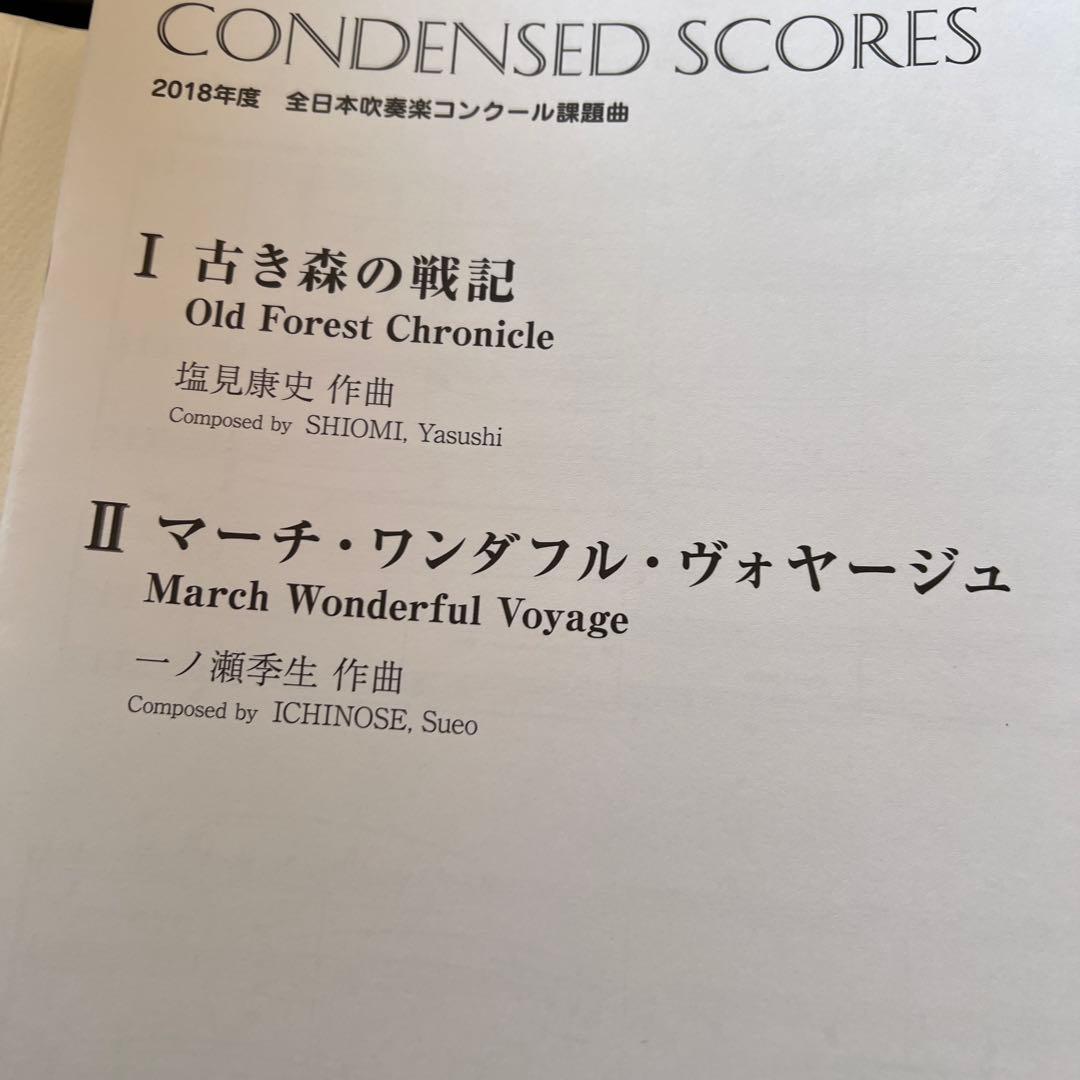 CONDENSED SCORES
2018年度 全日本吹奏楽コンクール課題曲
I 古き森の戦記
Old Forest Chronicle
塩見康史 作曲
Composed by SHIOMI, Yasushi
II マーチ・ワンダフル・ヴォヤージュ
March Wonderful Voyage
一ノ瀬季生 作曲
Composed by ICHINOSE, Sueo